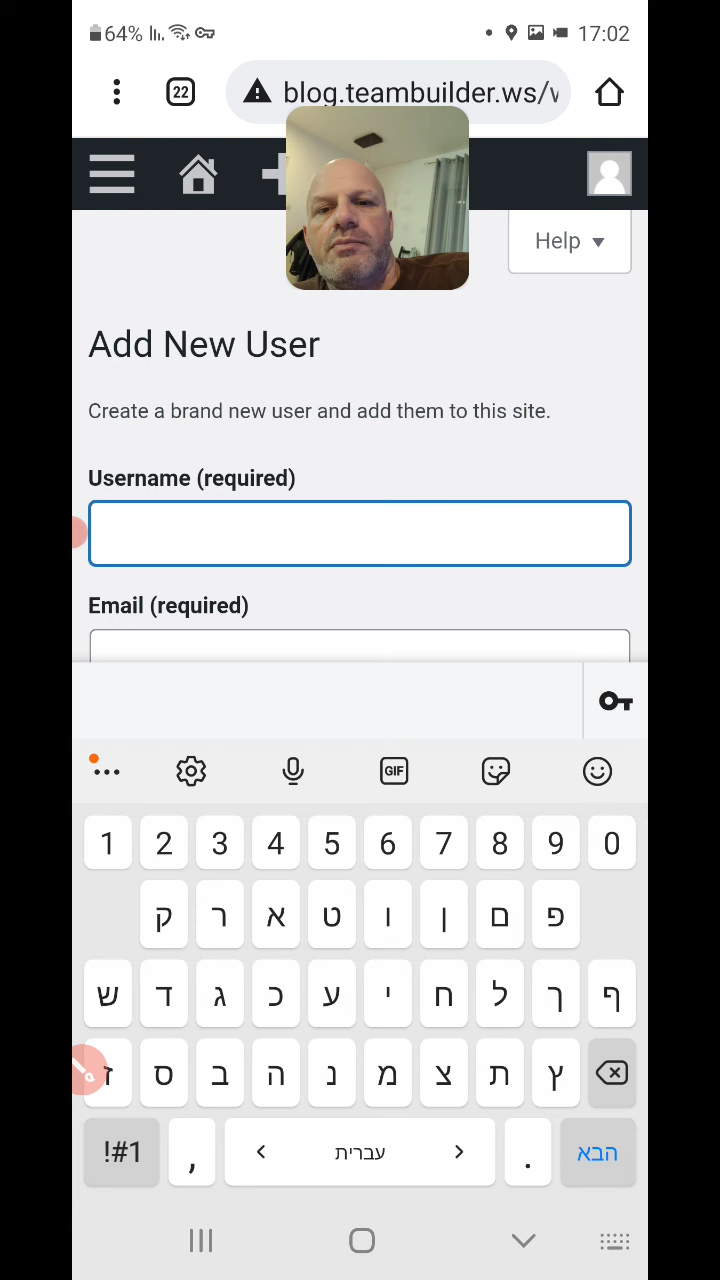 64% 17:02
22 blog.teambuilder.ws/v
Help ▼
Add New User
Create a brand new user and add them to this site.
Username (required)
Email (required)
GIF
1 2 3 4 5 6 7 8 9 0
ק ר א ט ו ן ם פ
ש ד ג כ ע י ח ל ך ף
ז ס ב ה נ מ צ ת ץ
!#1 , < עברית > . הבא